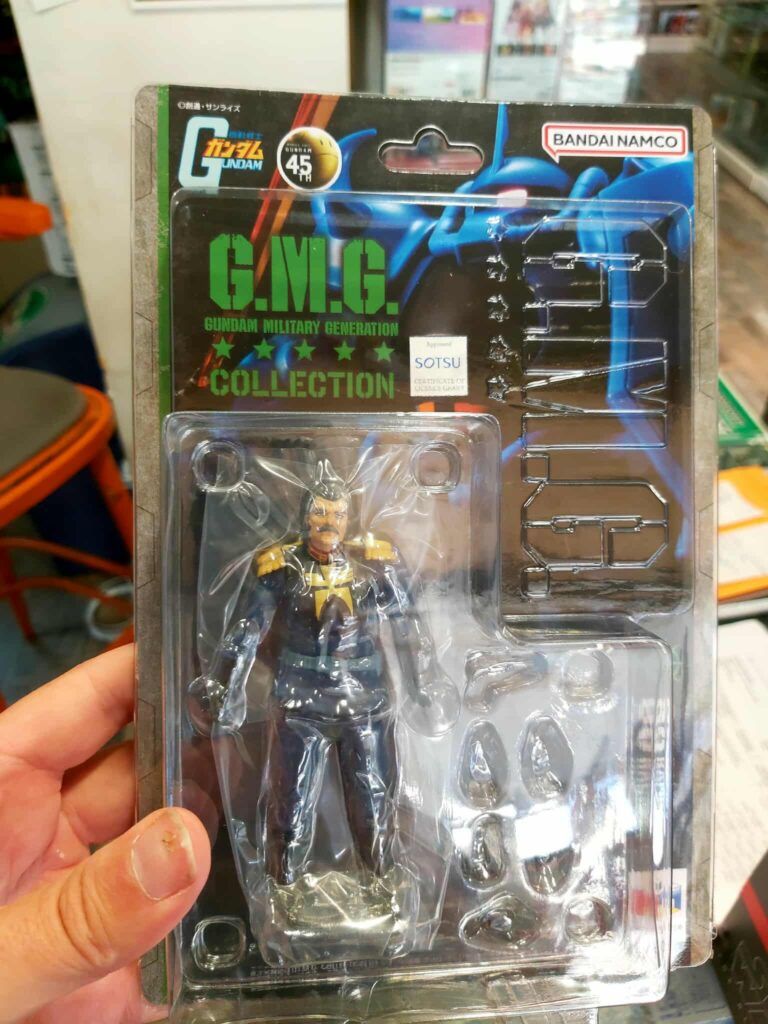 ©創通・サンライズ
機動戦士
ガンダム
GUNDAM
GUNDAM
45
TH
BANDAI NAMCO
G.M.G.
GUNDAM MILITARY GENERATION
COLLECTION
Approved
SOTSU
CERTIFICATE OF
LICENSE GRANT